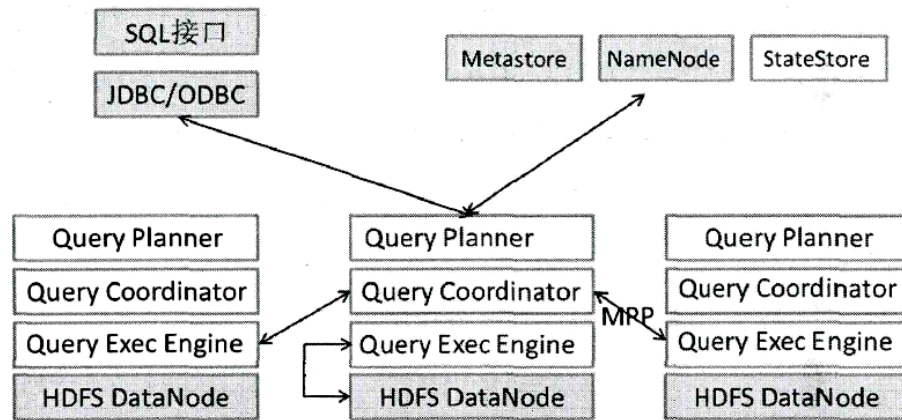 SQL接口
JDBC/ODBC
Metastore
NameNode
StateStore
Query Planner
Query Coordinator
Query Exec Engine
HDFS DataNode
Query Planner
Query Coordinator
Query Exec Engine
HDFS DataNode
MPP
Query Planner
Query Coordinator
Query Exec Engine
HDFS DataNode